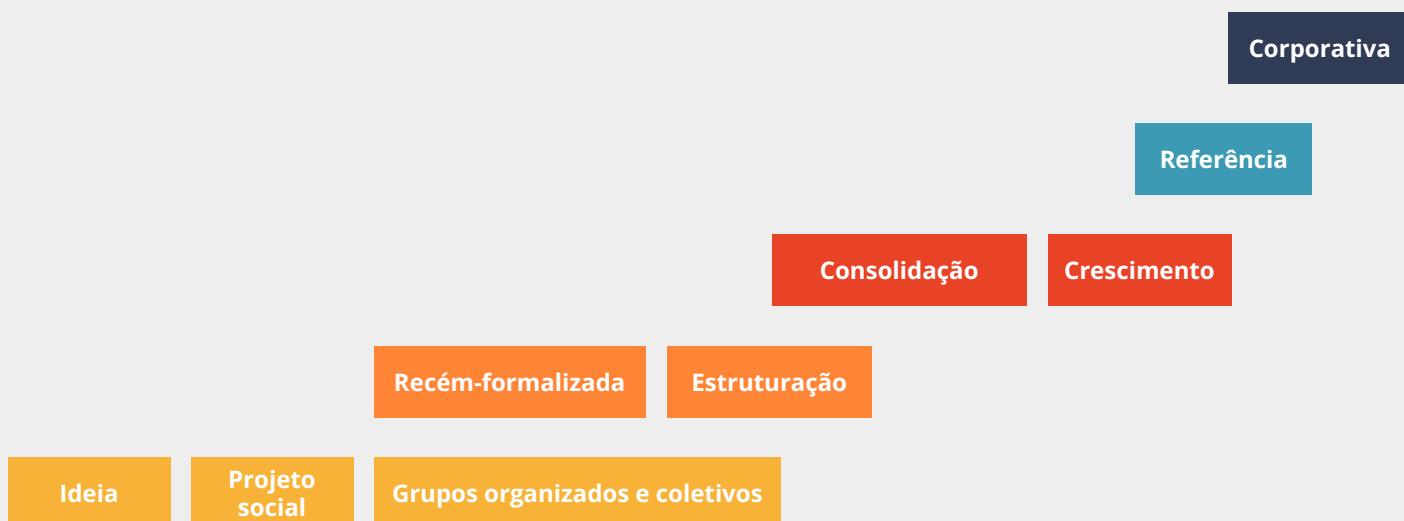 Corporativa
Referência
Consolidação
Crescimento
Recém-formalizada
Estruturação
Ideia
Projeto
social
Grupos organizados e coletivos